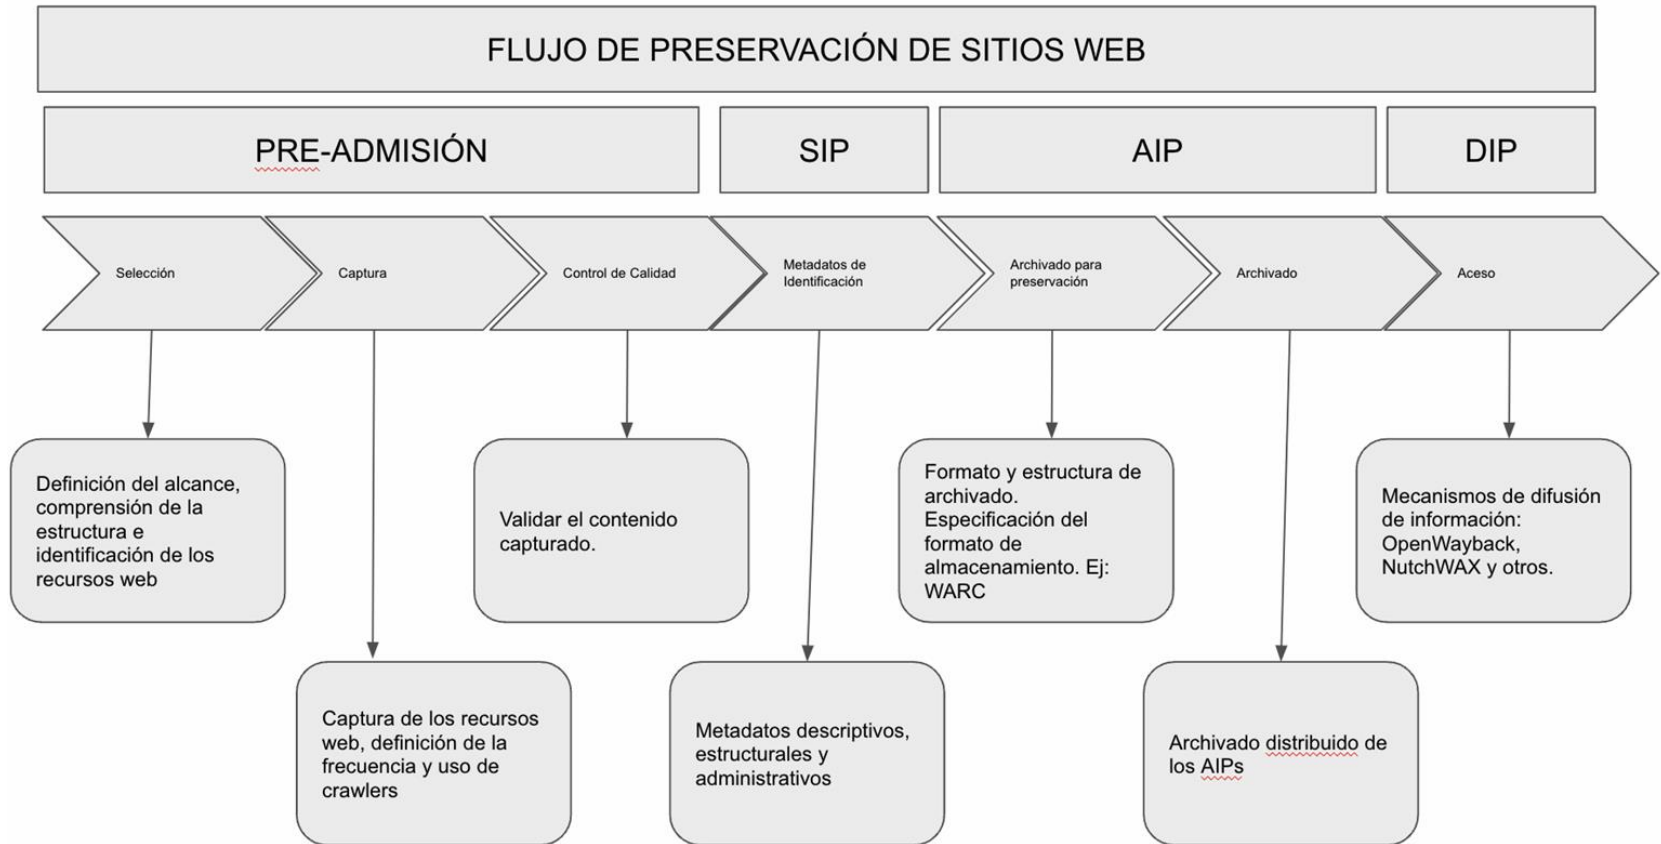 FLUJO DE PRESERVACIÓN DE SITIOS WEB
PRE-ADMISIÓN
SIP
AIP
DIP
Selección
Captura
Control de Calidad
Metadatos de
Identificación
Archivado para
preservación
Archivado
Aceso
Definición del alcance,
comprensión de la
estructura e
identificación de los
recursos web
Captura de los recursos
web, definición de la
frecuencia y uso de
crawlers
Validar el contenido
capturado.
Metadatos descriptivos,
estructurales y
administrativos
Formato y estructura de
archivado.
Especificación del
formato de
almacenamiento. Ej:
WARC
Archivado distribuido de
los AIPs
Mecanismos de difusión
de información:
OpenWayback,
NutchWAX y otros.